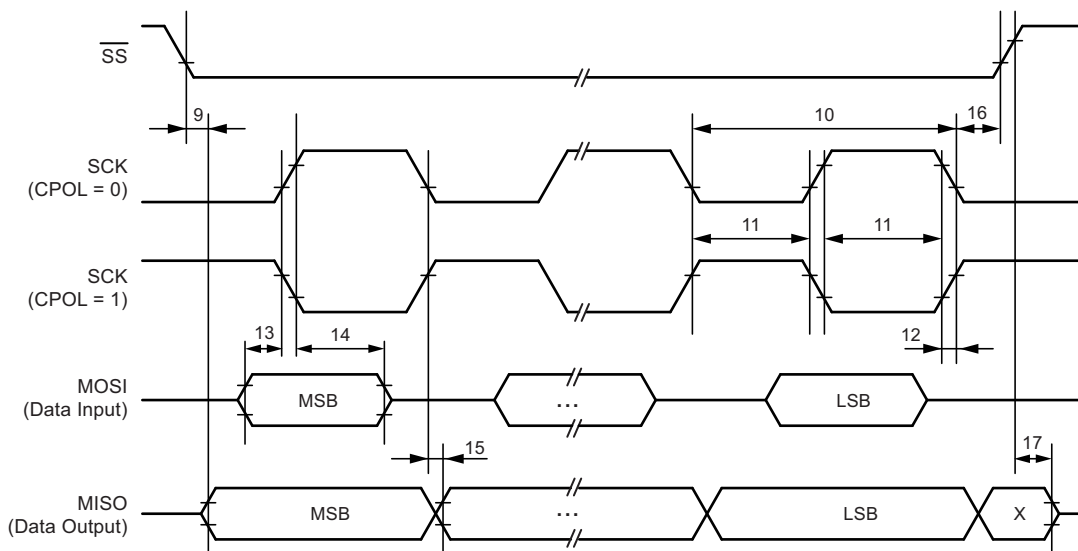 SS
9
10
16
SCK
(CPOL = 0)
11
11
SCK
(CPOL = 1)
13
14
12
MOSI
(Data Input)
MSB
...
LSB
15
17
MISO
(Data Output)
MSB
...
LSB
X